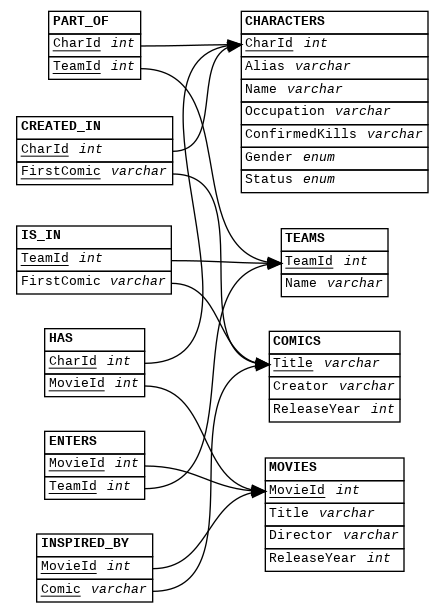 PART_OF
CharId int
TeamId int
CHARACTERS
CharId int
Alias varchar
Name varchar
Occupation varchar
ConfirmedKills varchar
Gender enum
Status enum
CREATED_IN
CharId int
FirstComic varchar
IS_IN
TeamId int
FirstComic varchar
TEAMS
TeamId int
Name varchar
HAS
CharId int
MovieId int
COMICS
Title varchar
Creator varchar
ReleaseYear int
ENTERS
MovieId int
TeamId int
MOVIES
MovieId int
Title varchar
Director varchar
ReleaseYear int
INSPIRED_BY
MovieId int
Comic varchar